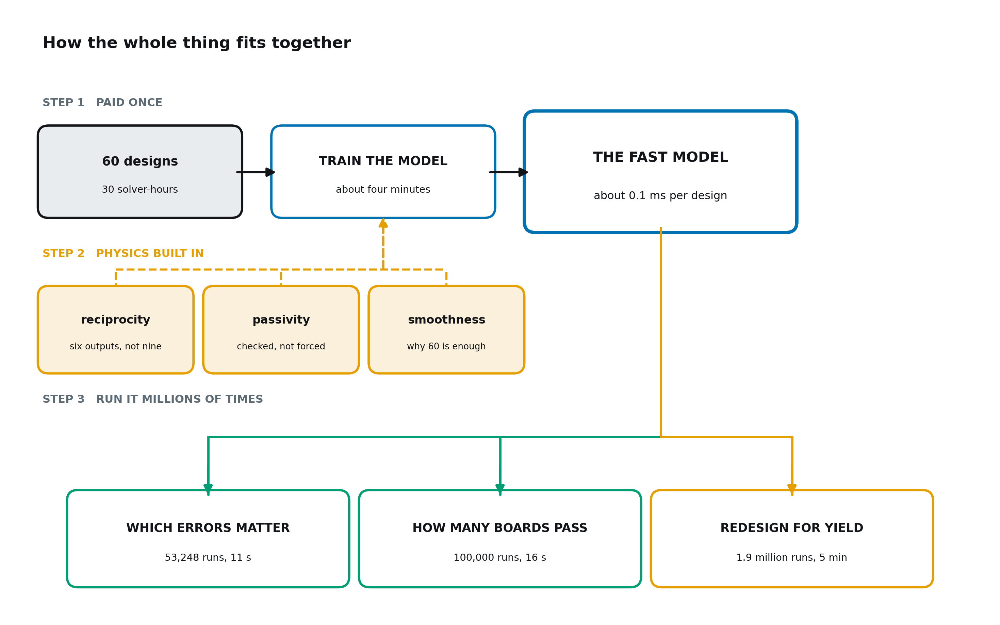 How the whole thing fits together
STEP 1 PAID ONCE
60 designs
30 solver-hours
TRAIN THE MODEL
about four minutes
THE FAST MODEL
about 0.1 ms per design
STEP 2 PHYSICS BUILT IN
reciprocity
six outputs, not nine
passivity
checked, not forced
smoothness
why 60 is enough
STEP 3 RUN IT MILLIONS OF TIMES
WHICH ERRORS MATTER
53,248 runs, 11 s
HOW MANY BOARDS PASS
100,000 runs, 16 s
REDESIGN FOR YIELD
1.9 million runs, 5 min